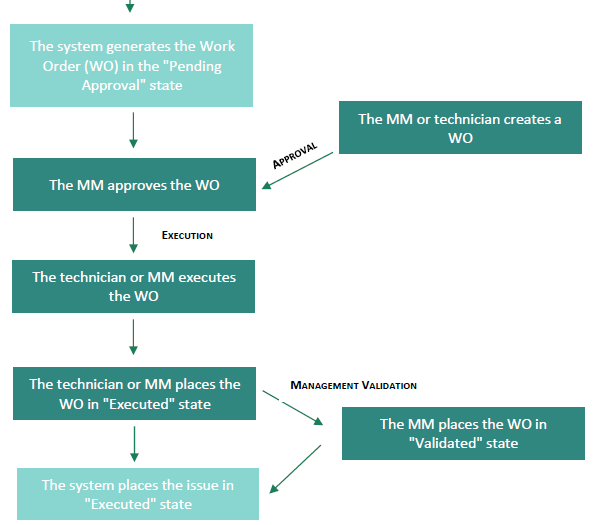 The system generates the Work
Order (WO) in the "Pending
Approval" state
The MM or technician creates a
WO
APPROVAL
The MM approves the WO
EXECUTION
The technician or MM executes
the WO
The technician or MM places the
WO in "Executed" state
MANAGEMENT VALIDATION
The MM places the WO in
"Validated" state
The system places the issue in
"Executed" state